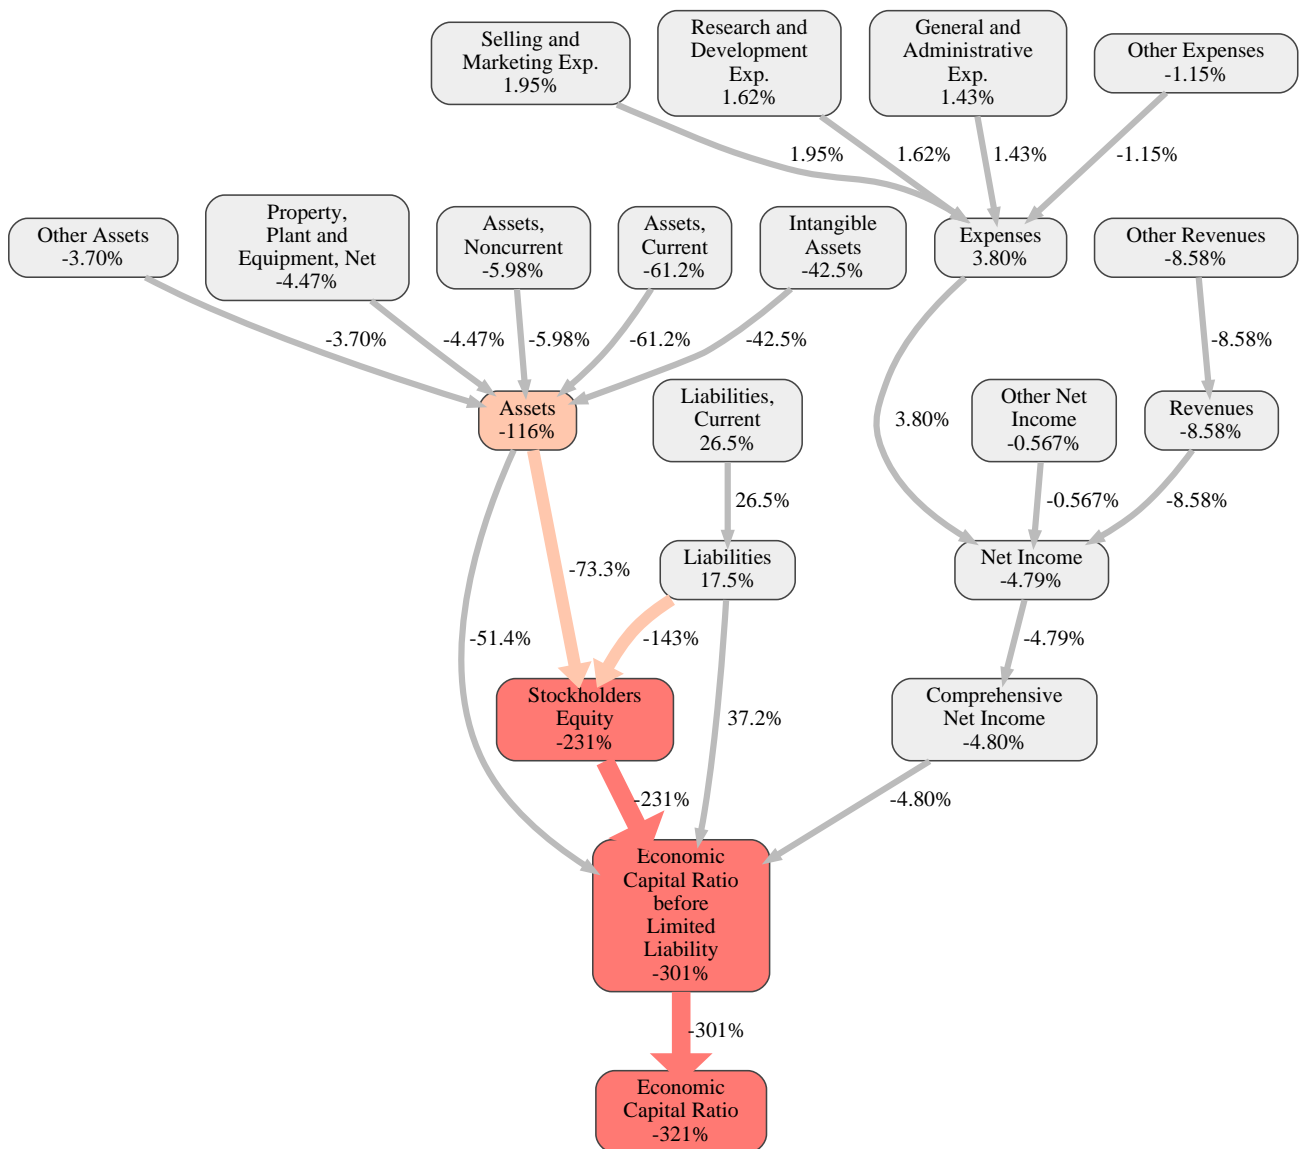 Selling and
Marketing Exp.
1.95%
Research and
Development
Exp.
1.62%
General and
Administrative
Exp.
1.43%
Other Expenses
-1.15%
1.95%
1.62%
1.43%
-1.15%
Other Assets
-3.70%
Property,
Plant and
Equipment, Net
-4.47%
Assets,
Noncurrent
-5.98%
Assets,
Current
-61.2%
Intangible
Assets
-42.5%
Expenses
3.80%
Other Revenues
-8.58%
-3.70%
-4.47%
-5.98%
-61.2%
-42.5%
-8.58%
Assets
-116%
Liabilities,
Current
26.5%
3.80%
Other Net
Income
-0.567%
Revenues
-8.58%
26.5%
-0.567%
-8.58%
-73.3%
Liabilities
17.5%
Net Income
-4.79%
-51.4%
-143%
-4.79%
Stockholders
Equity
-231%
37.2%
Comprehensive
Net Income
-4.80%
-231%
-4.80%
Economic
Capital Ratio
before
Limited
Liability
-301%
-301%
Economic
Capital Ratio
-321%